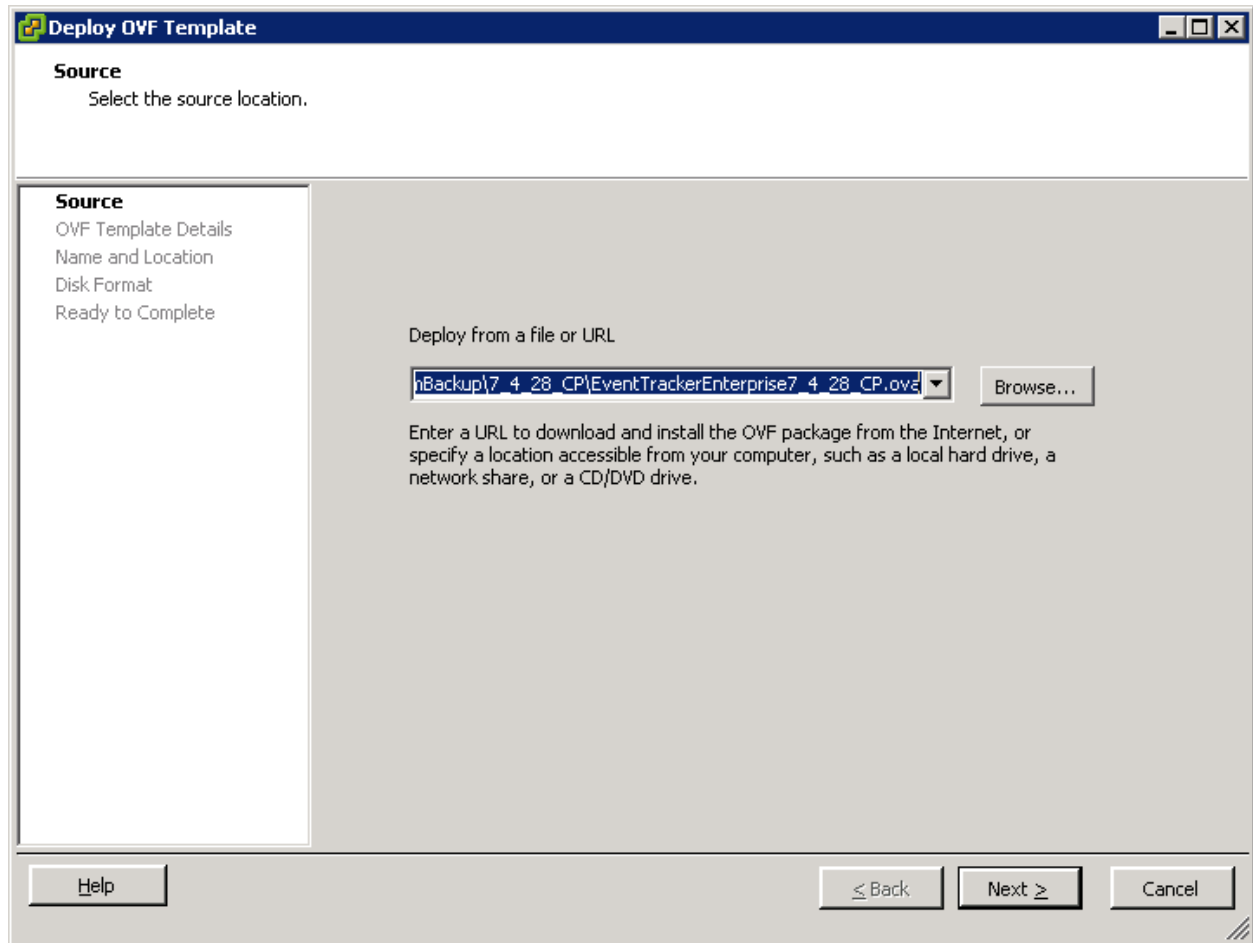 Deploy OVF Template
Source
Select the source location.
Source
OVF Template Details
Name and Location
Disk Format
Ready to Complete
Deploy from a file or URL
nBackup\7_4_28_CP\EventTrackerEnterprise7_4_28_CP.ova
Browse...
Enter a URL to download and install the OVF package from the Internet, or
specify a location accessible from your computer, such as a local hard drive, a
network share, or a CD/DVD drive.
Help
≤ Back
Next ≥
Cancel